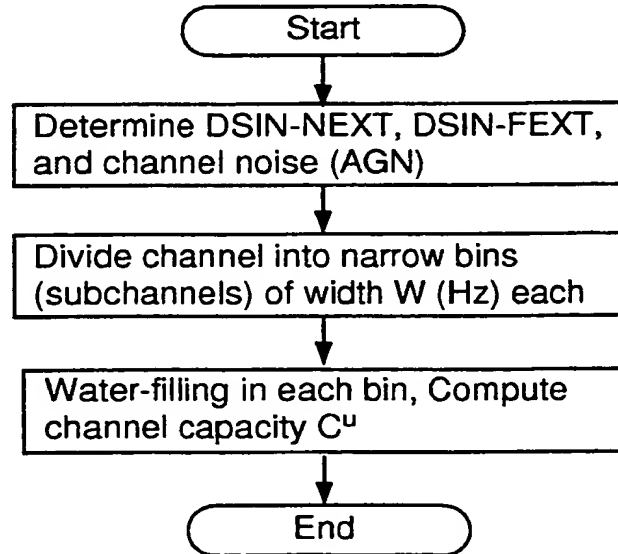 Start
Determine DSIN-NEXT, DSIN-FEXT,
and channel noise (AGN)
Divide channel into narrow bins
(subchannels) of width W (Hz) each
Water-filling in each bin, Compute
channel capacity Cᵘ
End